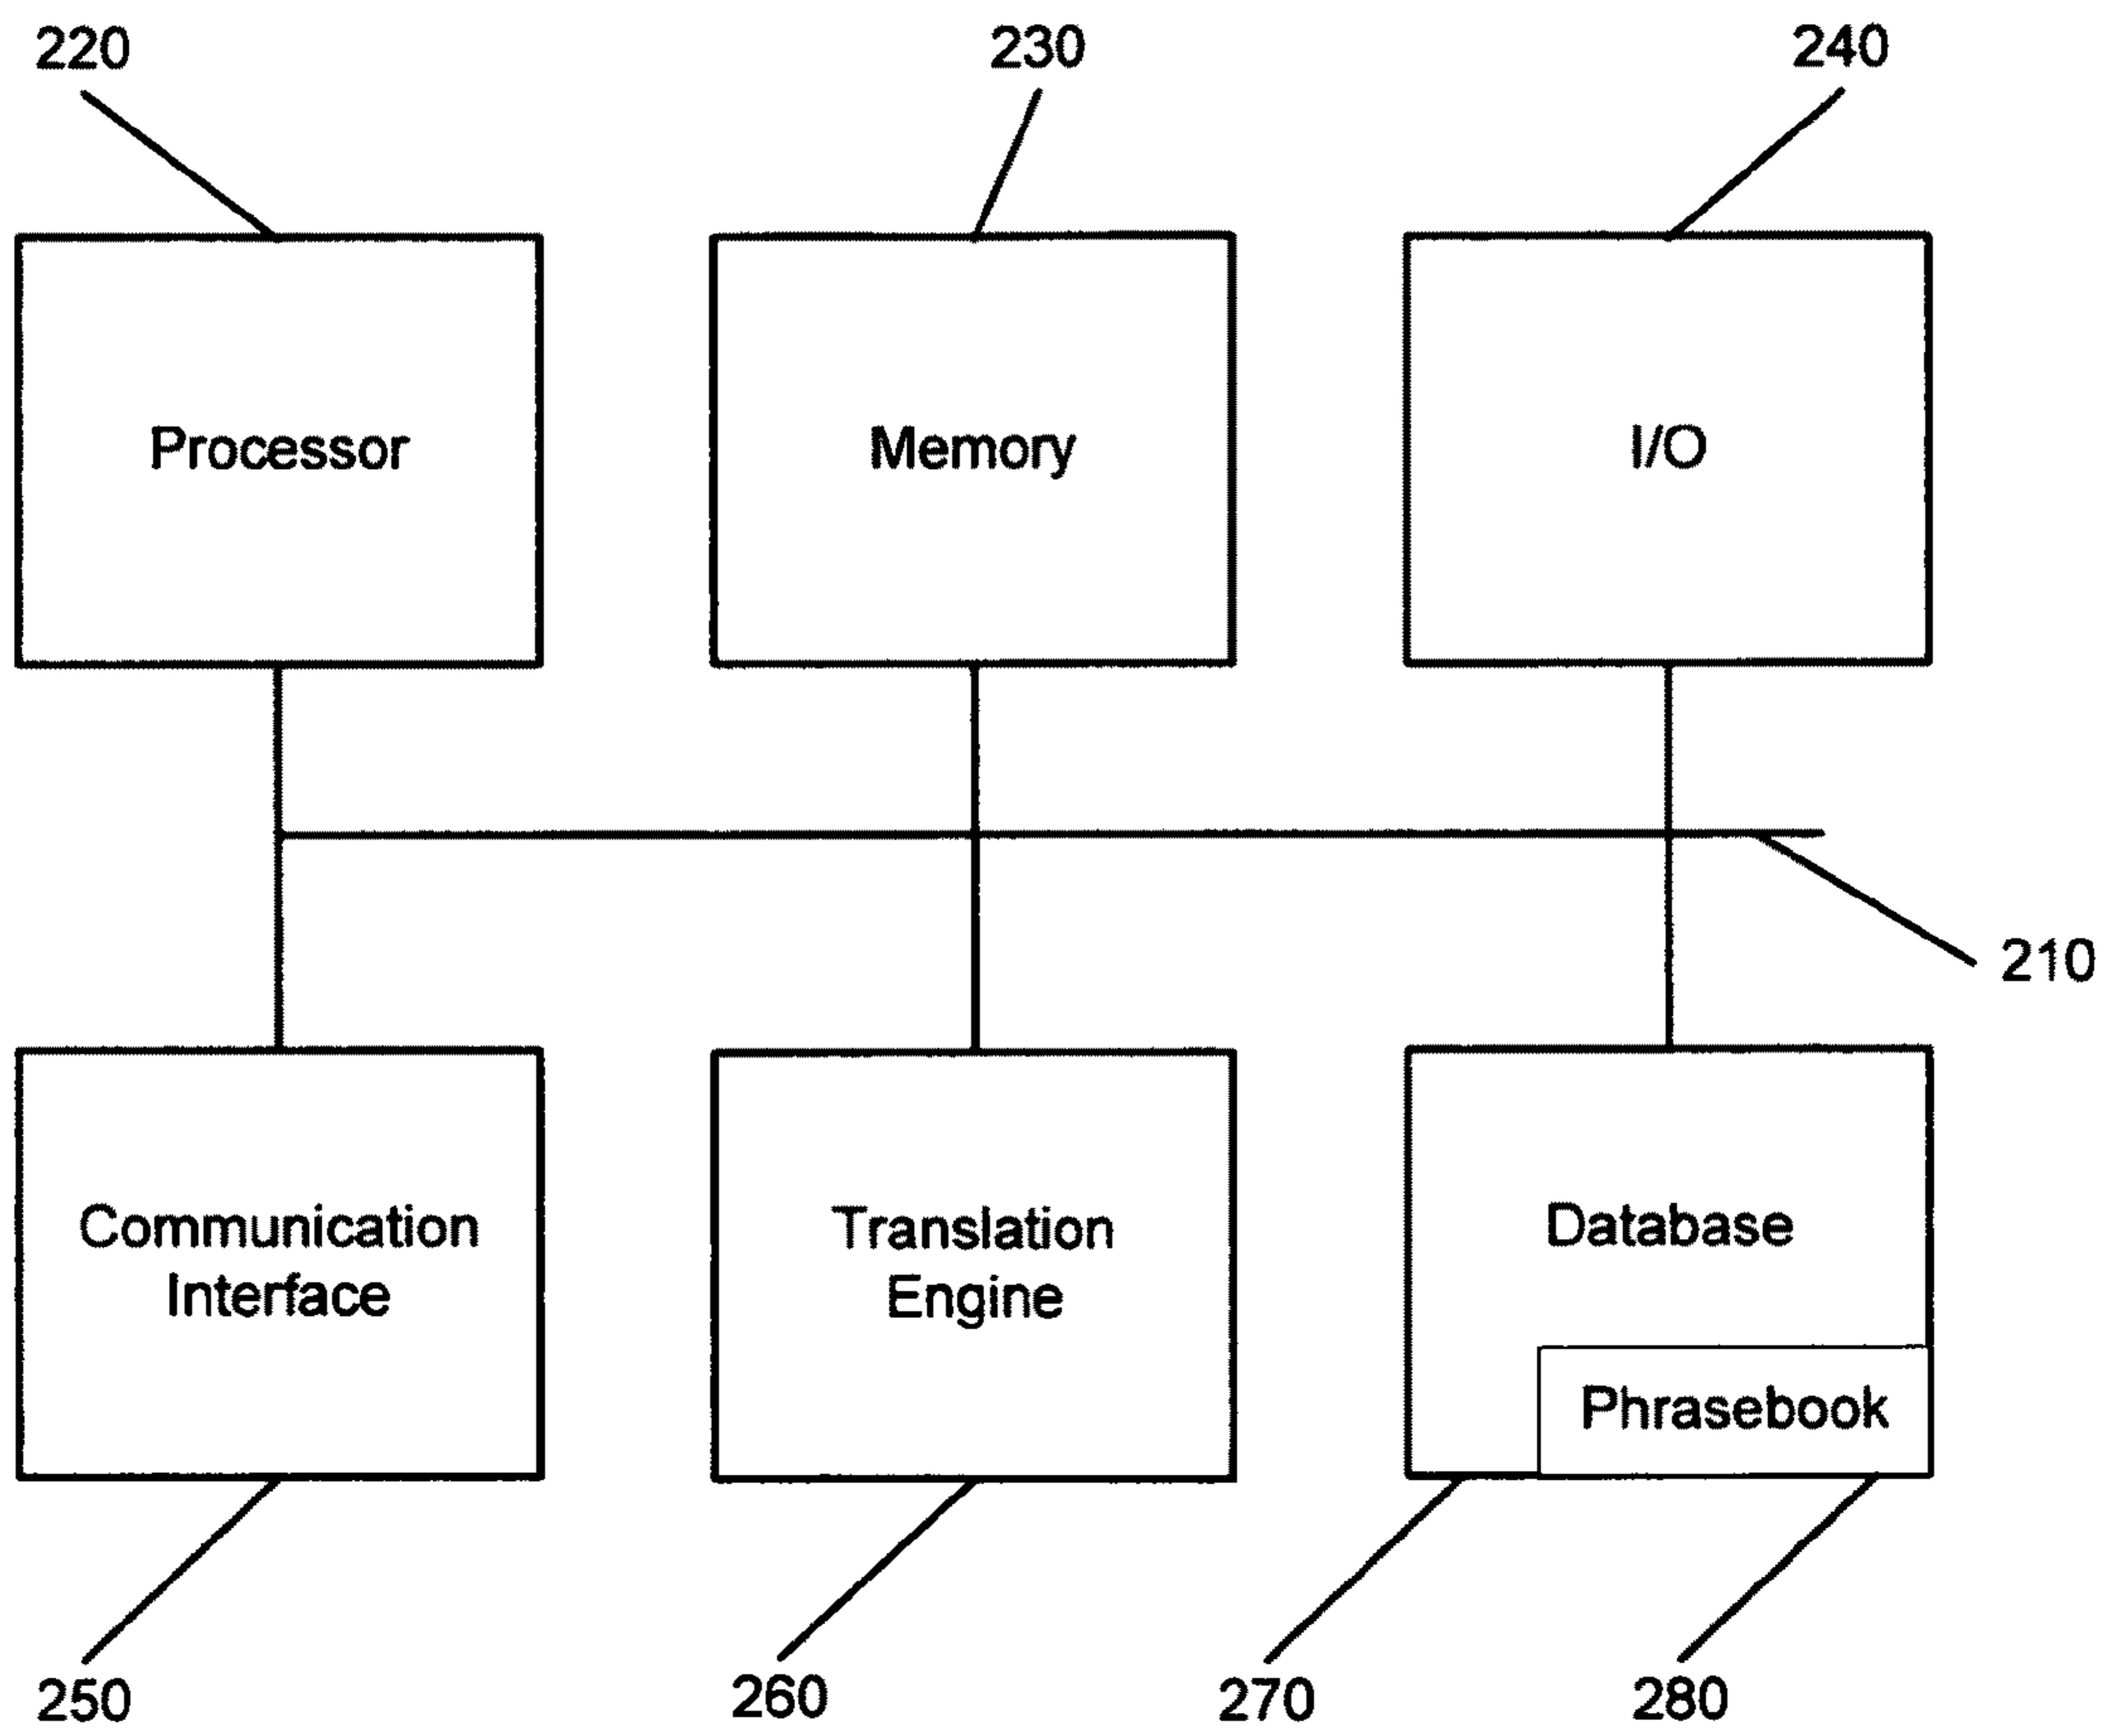 220
230
240
Processor
Memory
I/O
210
Communication
Interface
Translation
Engine
Database
Phrasebook
250
260
270
280